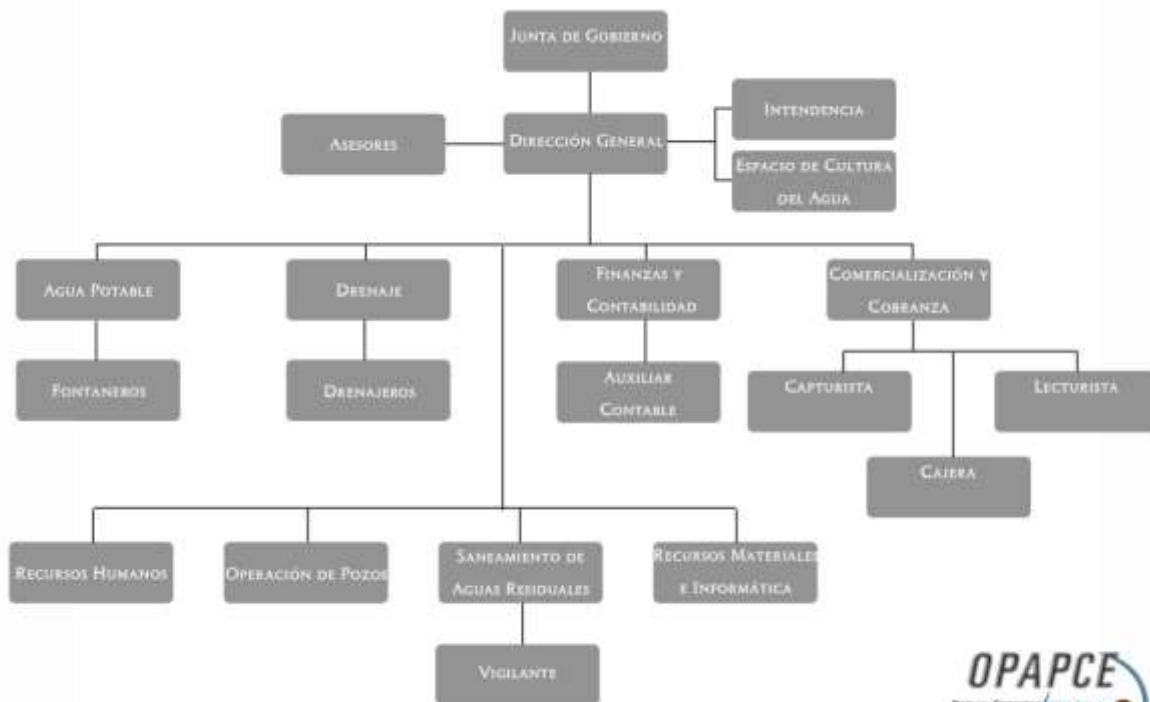 JUNTA DE GOBIERNO
ASESORES
DIRECCIÓN GENERAL
INTENDENCIA
ESPACIO DE CULTURA
DEL AGUA
AGUA POTABLE
DRENAJE
FINANZAS Y
CONTABILIDAD
COMERCIALIZACIÓN Y
COBRANZA
FONTANEROS
DRENAJEROS
AUXILIAR
CONTABLE
CAPTURISTA
LECTURISTA
CAJERA
RECURSOS HUMANOS
OPERACIÓN DE POZOS
SANEAMIENTO DE
AGUAS RESIDUALES
RECURSOS MATERIALES
E INFORMÁTICA
VIGILANTE
OPAPCE